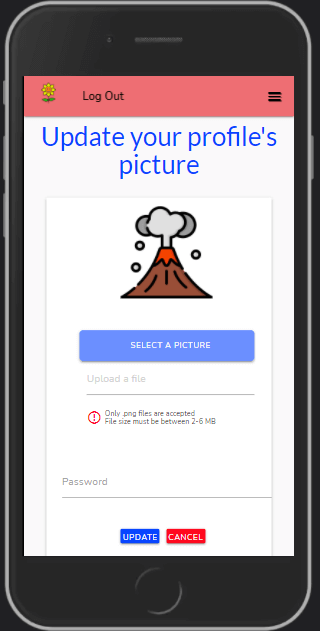 Log Out
Update your profile's
picture
SELECT A PICTURE
Upload a file
Only .png files are accepted
File size must be between 2-6 MB
Password
UPDATE CANCEL